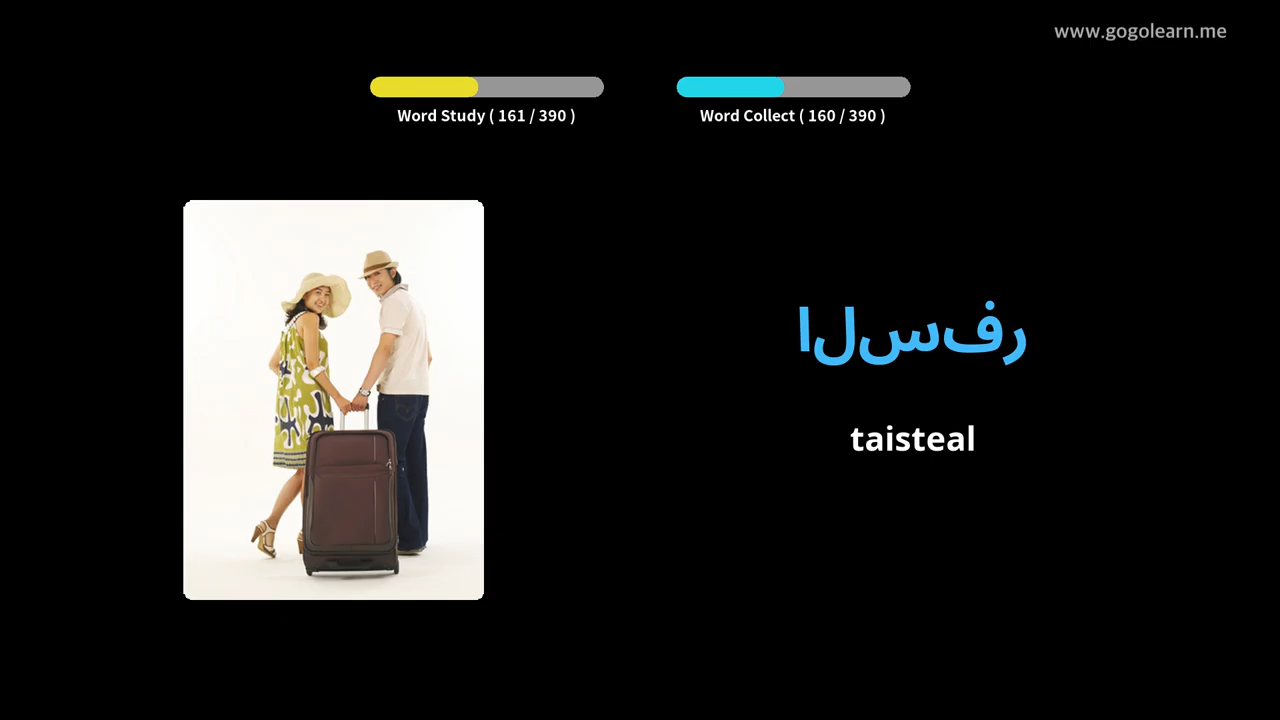 www.gogolearn.me
Word Study ( 161 / 390 )
Word Collect ( 160 / 390 )
السفر
taisteal